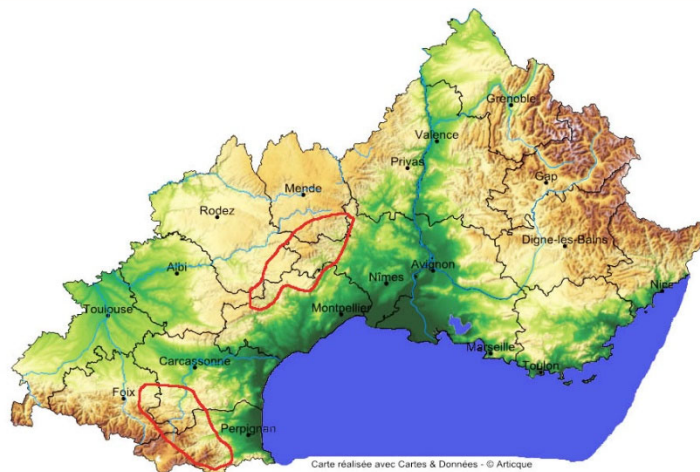 Grenoble
Valence
Privas
Gap
Mende
Rodez
Digne-les-Bains
Albi
Avignon
Nîmes
Nice
Toulouse
Montpellier
Marseille
Toulon
Carcassonne
Foix
Perpignan
Carte réalisée avec Cartes & Données - © Articque